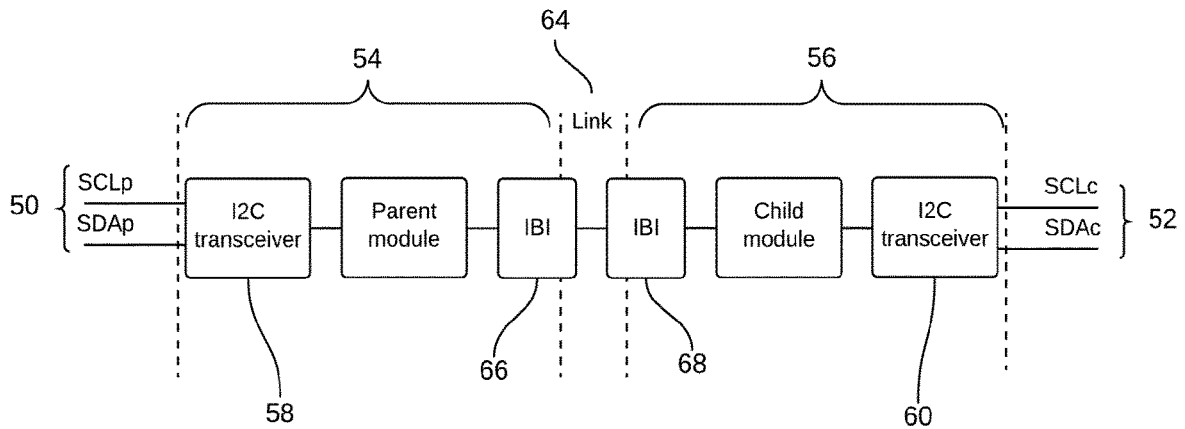 64
54
56
Link
50
SCLp
SDAp
I2C
transceiver
Parent
module
IBI
IBI
Child
module
I2C
transceiver
SCLc
SDAc
52
66
68
58
60